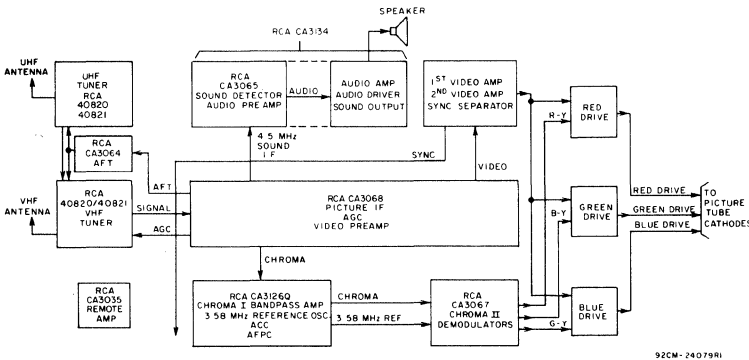 SPEAKER
RCA CA3134
UHF
ANTENNA
UHF
TUNER
RCA
40820
40821
RCA
CA3065
SOUND DETECTOR
AUDIO PREAMP
AUDIO
AUDIO AMP
AUDIO DRIVER
SOUND OUTPUT
1ST VIDEO AMP
2ND VIDEO AMP
SYNC SEPARATOR
RED
DRIVE
R-Y
RCA
CA3064
AFT
4 5 MHz
SOUND
I F
SYNC
VIDEO
AFT
VHF
ANTENNA
RCA
40820/40821
VHF
TUNER
SIGNAL
AGC
RCA CA3068
PICTURE IF
AGC
VIDEO PREAMP
B-Y
GREEN
DRIVE
RED DRIVE
GREEN DRIVE
BLUE DRIVE
TO
PICTURE
TUBE
CATHODES
CHROMA
RCA
CA3035
REMOTE
AMP
RCA CA3126Q
CHROMA I BANDPASS AMP
3 58 MHz REFERENCE OSC
ACC
AFPC
CHROMA
3 58 MHz REF
RCA
CA3067
CHROMA II
DEMODULATORS
G-Y
BLUE
DRIVE
92CM-24079R1